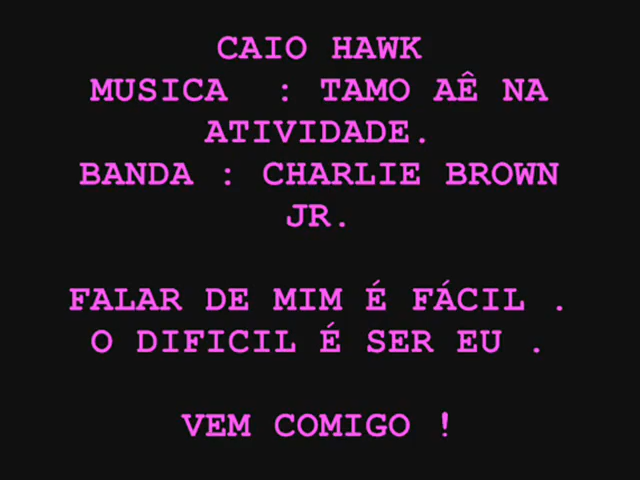 CAIO HAWK
MUSICA : TAMO AÊ NA
ATIVIDADE.
BANDA : CHARLIE BROWN
JR.
FALAR DE MIM É FÁCIL .
O DIFICIL É SER EU .
VEM COMIGO !